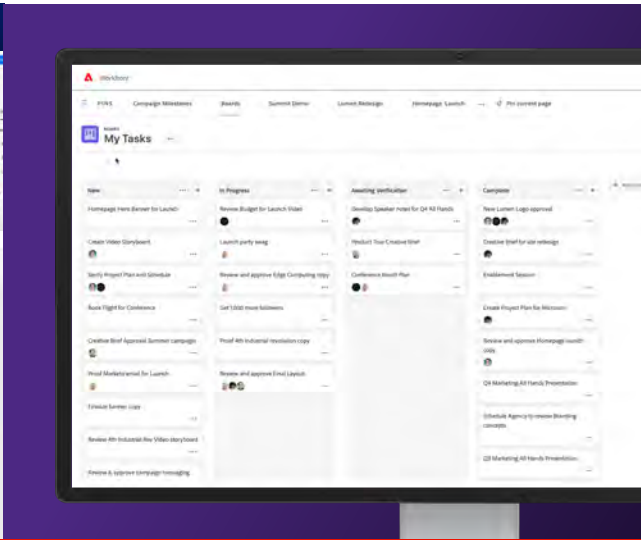 Workfront
PINS Campaign Milestones Boards Summit Demo Lumen Redesign Homepage Launch Pin current page
My Tasks
New In Progress Awaiting Verification Complete
Homepage Hero Banner for Launch
Create Video Storyboard
Verify Project Plan and Schedule
Book Flight for Conference
Creative Brief Approval Summer campaign
Proof Marketo email for Launch
Finalize banner copy
Review 4th Industrial Rev Video storyboard
Review & approve campaign messaging
Review Budget for Launch Video
Launch party swag
Review and approve Edge Computing copy
Get 1,000 more followers
Proof 4th industrial revolution copy
Review and approve Email Layout
Develop Speaker notes for Q4 All Hands
Product Tour Creative Brief
Conference Booth Plan
New Lumen Logo approval
Creative Brief for site redesign
Enablement Session
Create Project Plan for Microsite
Review and approve Homepage round
Q4 Marketing All Hands Presentation
Schedule Agency to review Branding
concepts
Q3 Marketing All Hands Presentation